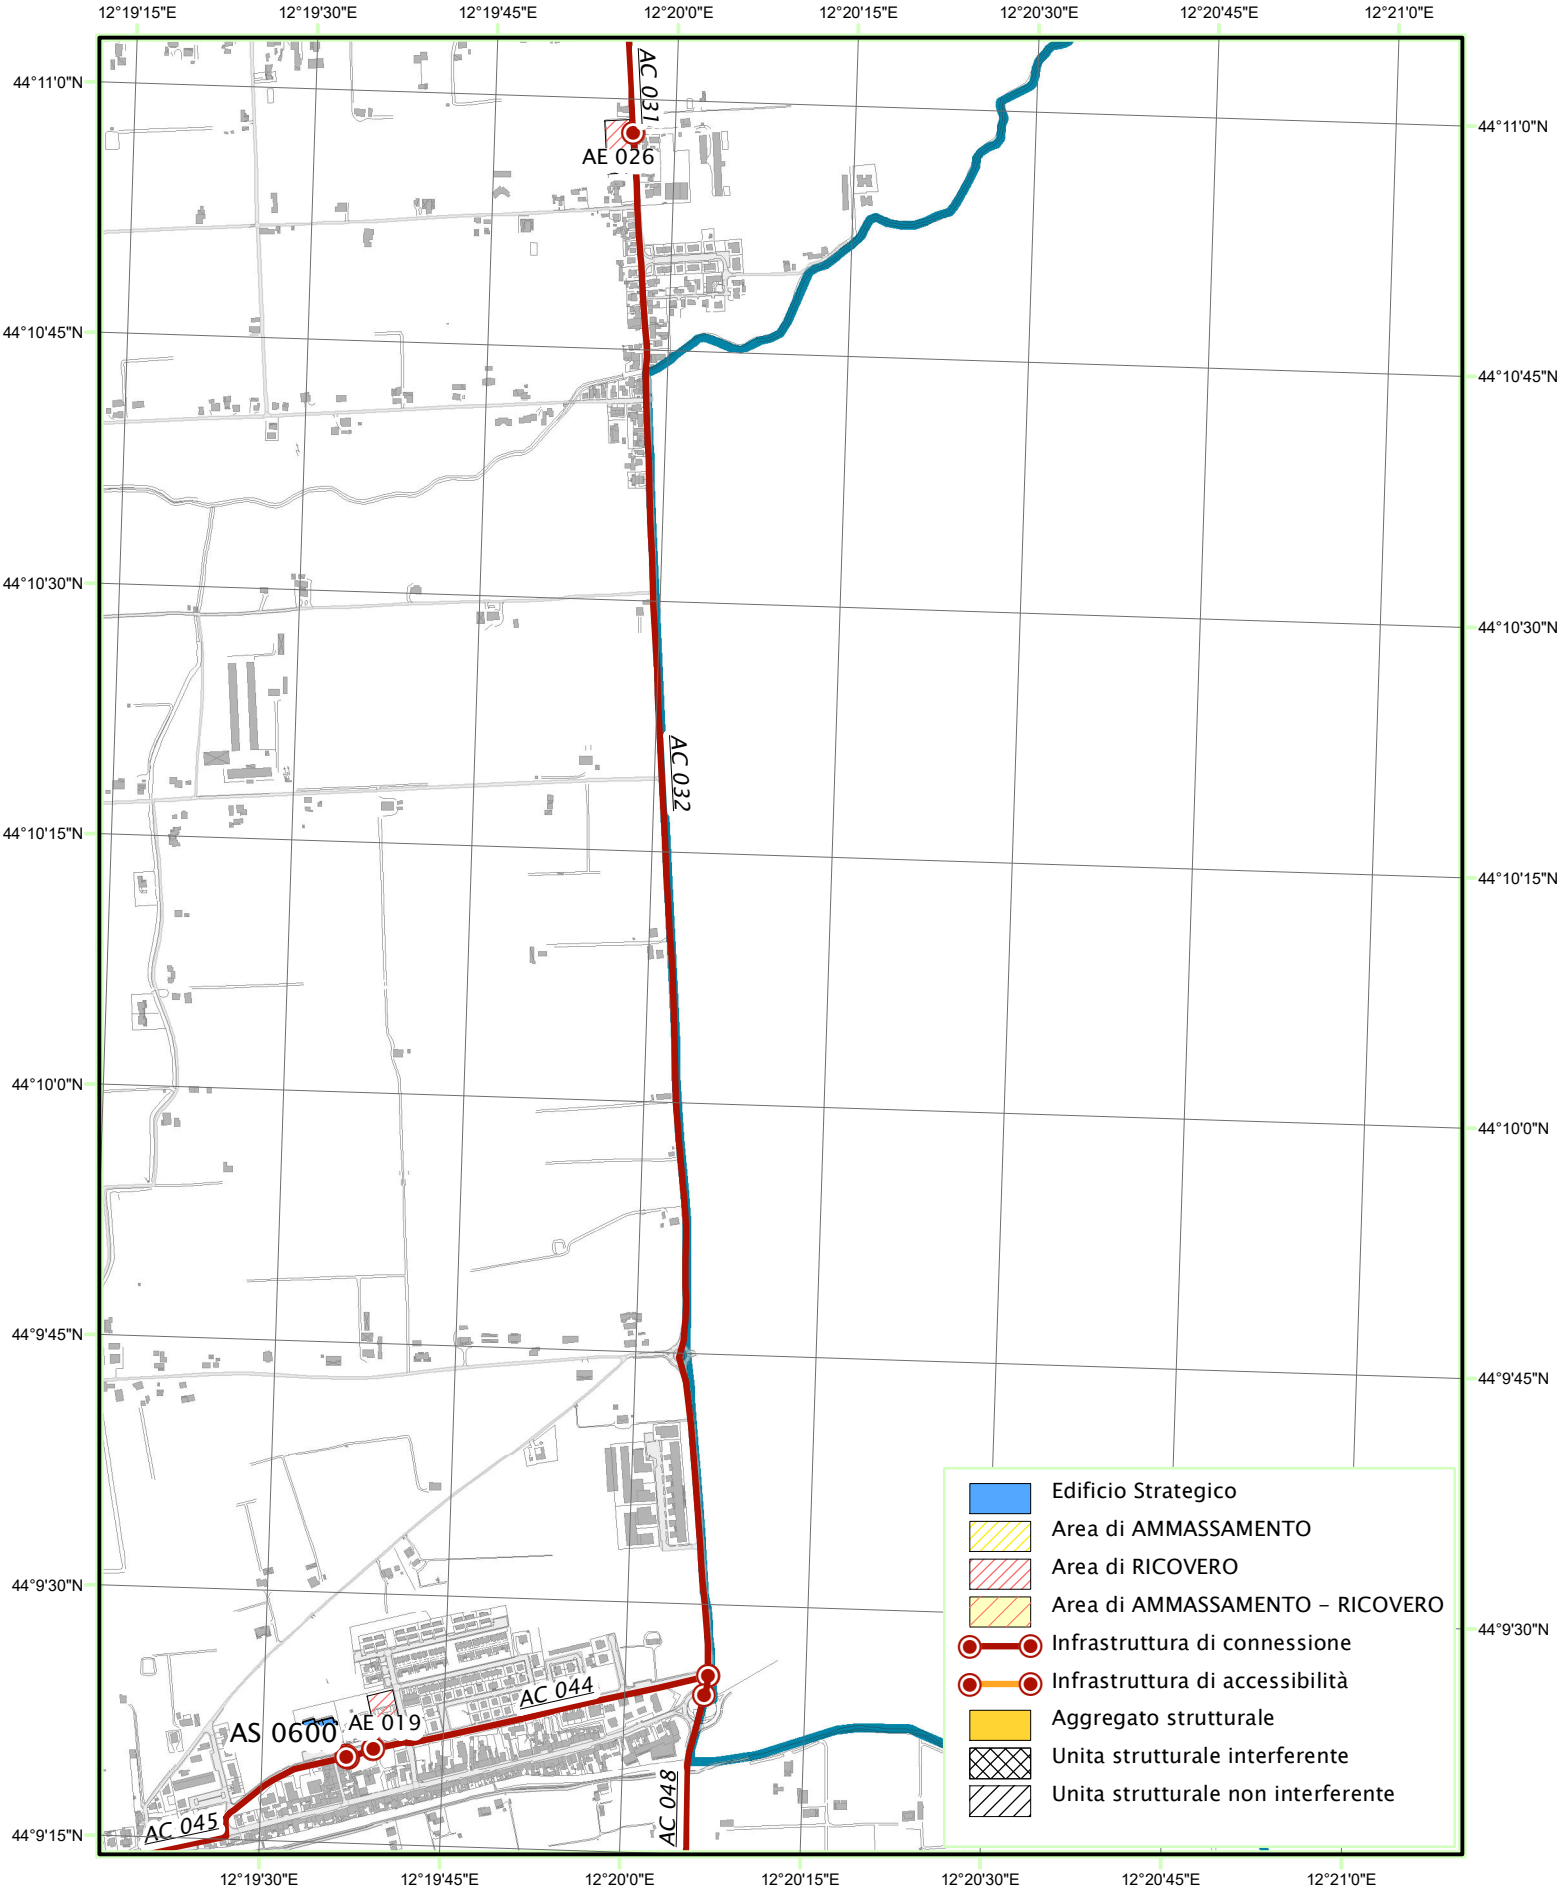 12°19'15"E 12°19'30"E 12°19'45"E 12°20'0"E 12°20'15"E 12°20'30"E 12°20'45"E 12°21'0"E
44°11'0"N
44°10'45"N
44°10'30"N
44°10'15"N
44°10'0"N
44°9'45"N
44°9'30"N
44°9'15"N
AC 031
AE 026
AC 032
AC 044
AS 0600
AE 019
AC 045
AC 048
44°11'0"N
44°10'45"N
44°10'30"N
44°10'15"N
44°10'0"N
44°9'45"N
44°9'30"N
Edificio Strategico
Area di AMMASSAMENTO
Area di RICOVERO
Area di AMMASSAMENTO – RICOVERO
Infrastruttura di connessione
Infrastruttura di accessibilità
Aggregato strutturale
Unita strutturale interferente
Unita strutturale non interferente
12°19'30"E 12°19'45"E 12°20'0"E 12°20'15"E 12°20'30"E 12°20'45"E 12°21'0"E